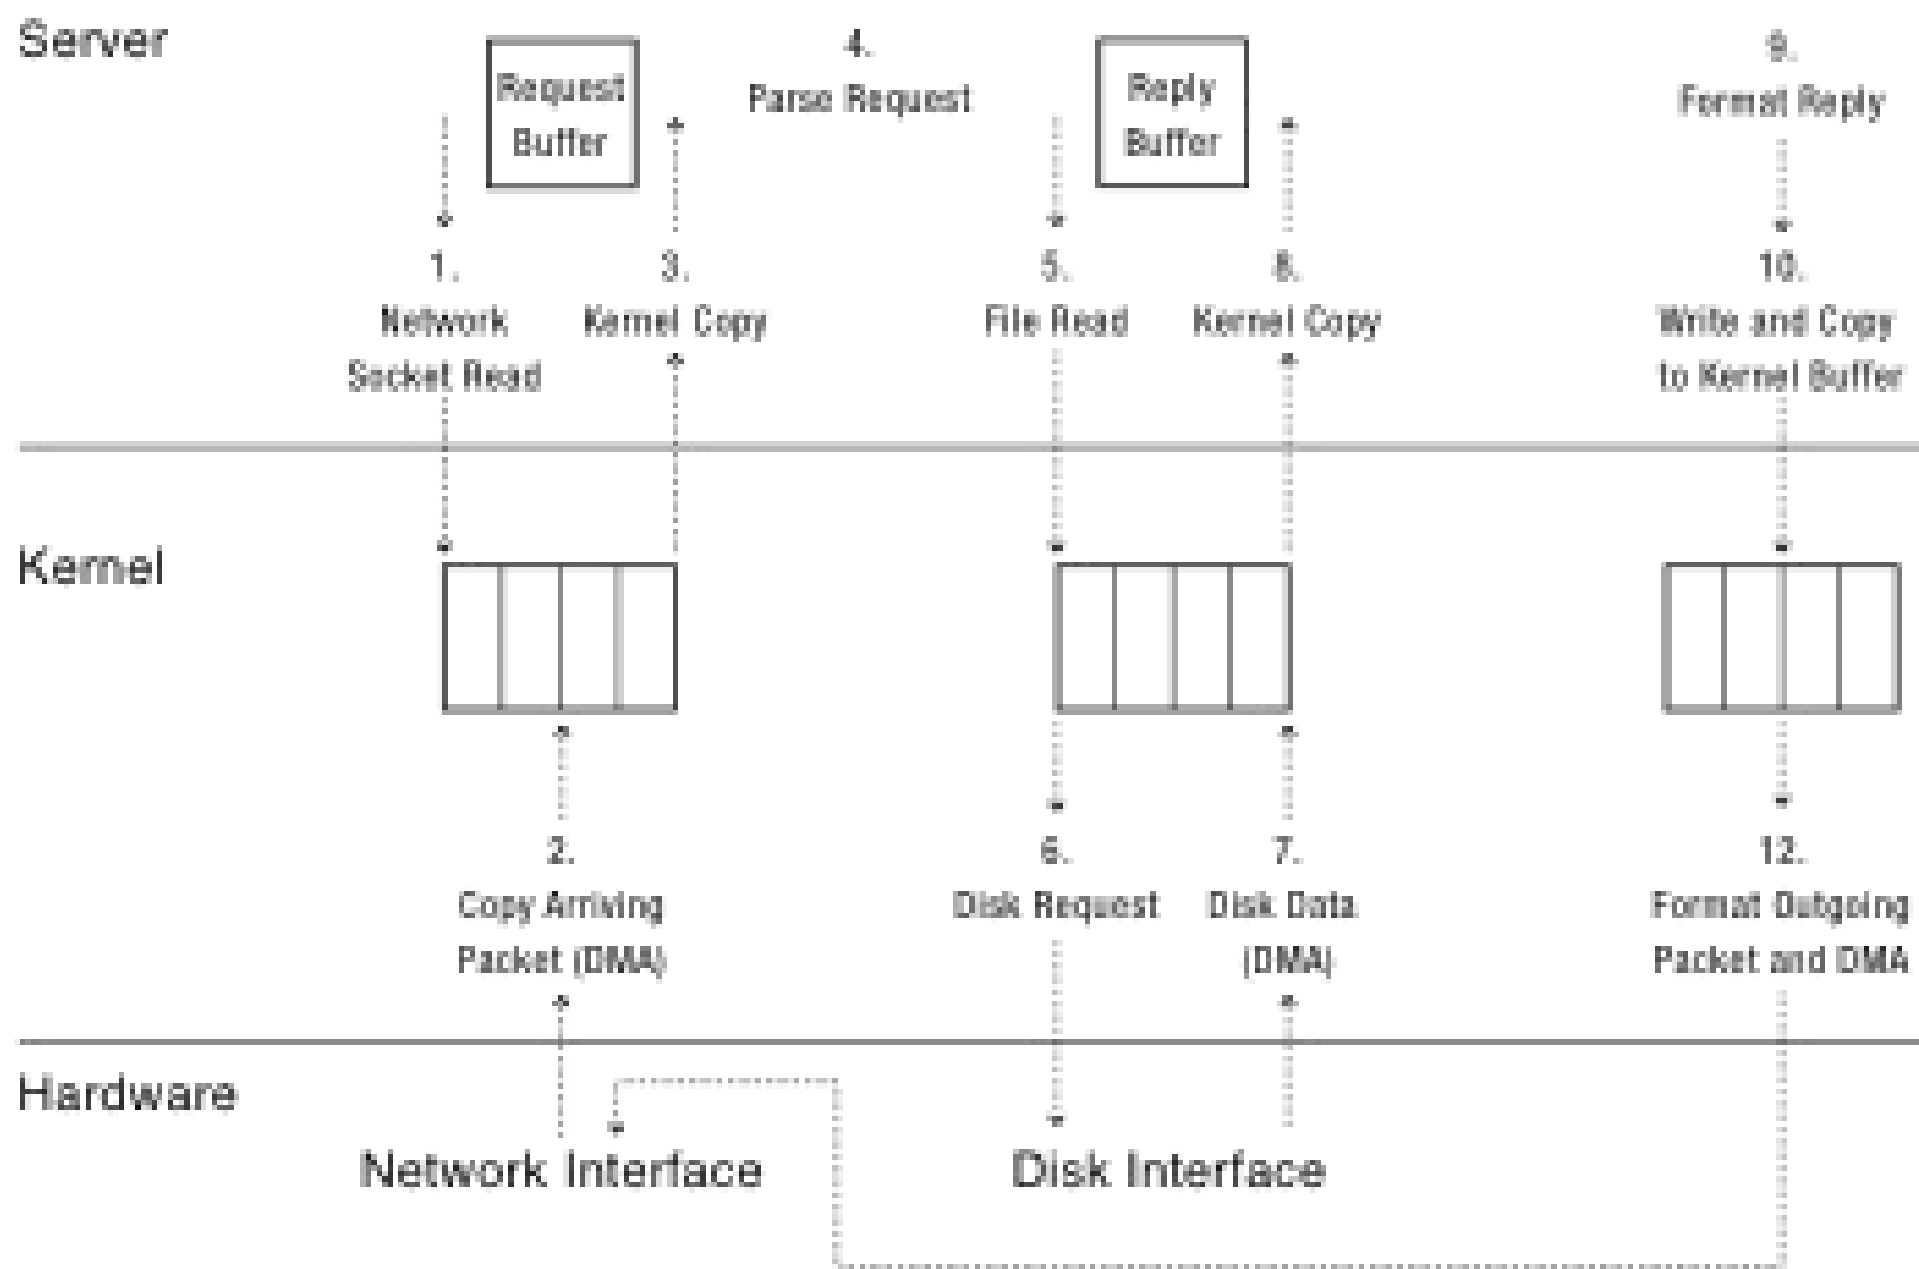 Server
Request
Buffer
4.
Parse Request
Reply
Buffer
9.
Format Reply
1.
Network
Socket Read
3.
Kernel Copy
5.
File Read
8.
Kernel Copy
10.
Write and Copy
to Kernel Buffer
Kernel
2.
Copy Arriving
Packet (DMA)
6.
Disk Request
7.
Disk Data
(DMA)
12.
Format Outgoing
Packet and DMA
Hardware
Network Interface
Disk Interface